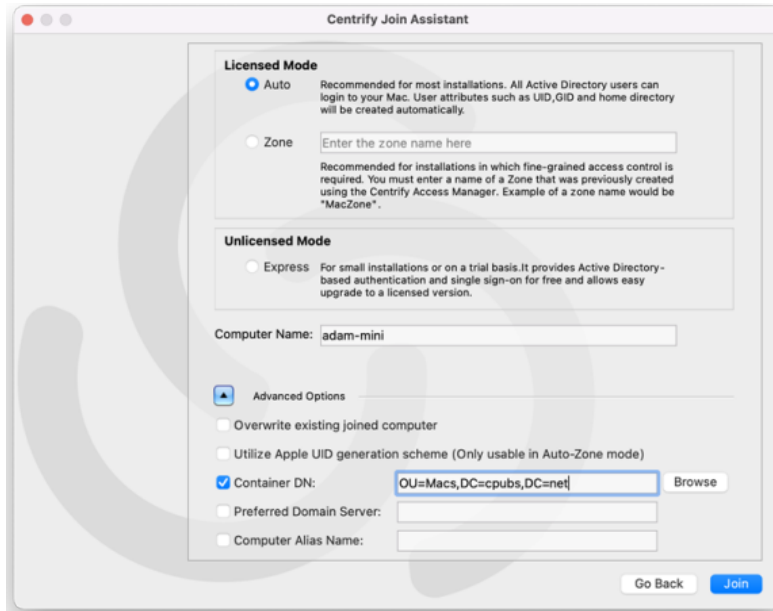 Centrify Join Assistant
Licensed Mode
Auto
Recommended for most installations. All Active Directory users can
login to your Mac. User attributes such as UID,GID and home directory
will be created automatically.
Zone
Enter the zone name here
Recommended for installations in which fine-grained access control is
required. You must enter a name of a Zone that was previously created
using the Centrify Access Manager. Example of a zone name would be
"MacZone".
Unlicensed Mode
Express
For small installations or on a trial basis.It provides Active Directory-
based authentication and single sign-on for free and allows easy
upgrade to a licensed version.
Computer Name: adam-mini
Advanced Options
Overwrite existing joined computer
Utilize Apple UID generation scheme (Only usable in Auto-Zone mode)
Container DN: OU=Macs,DC=cpubs,DC=net Browse
Preferred Domain Server:
Computer Alias Name:
Go Back Join